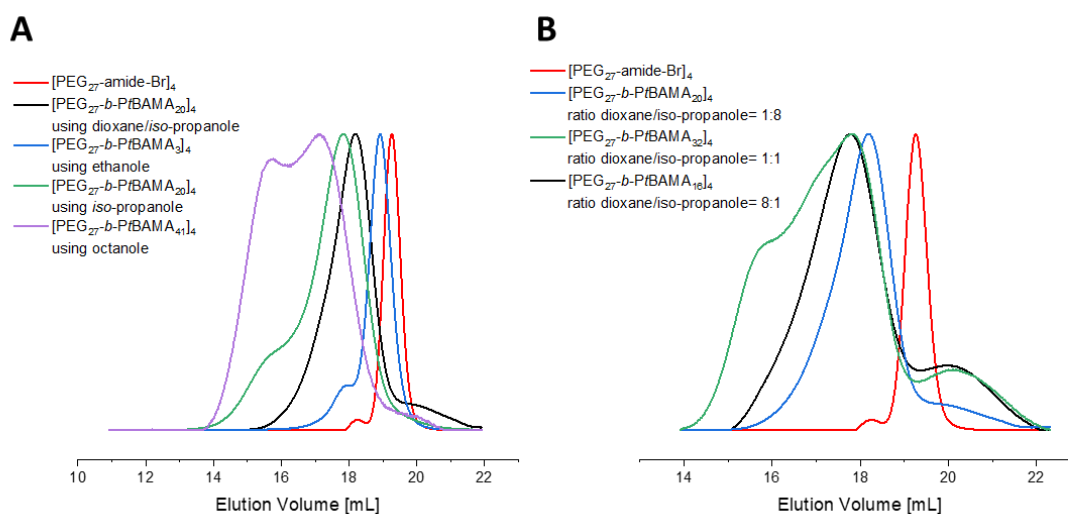 A
[PEG₂₇-amide-Br]₄
[PEG₂₇-b-PtBAMA₂₀]₄
using dioxane/iso-propanole
[PEG₂₇-b-PtBAMA₃]₄
using ethanole
[PEG₂₇-b-PtBAMA₂₀]₄
using iso-propanole
[PEG₂₇-b-PtBAMA₄₁]₄
using octanole
10 12 14 16 18 20 22
Elution Volume [mL]
B
[PEG₂₇-amide-Br]₄
[PEG₂₇-b-PtBAMA₂₀]₄
ratio dioxane/iso-propanole= 1:8
[PEG₂₇-b-PtBAMA₃₂]₄
ratio dioxane/iso-propanole= 1:1
[PEG₂₇-b-PtBAMA₁₆]₄
ratio dioxane/iso-propanole= 8:1
14 16 18 20 22
Elution Volume [mL]